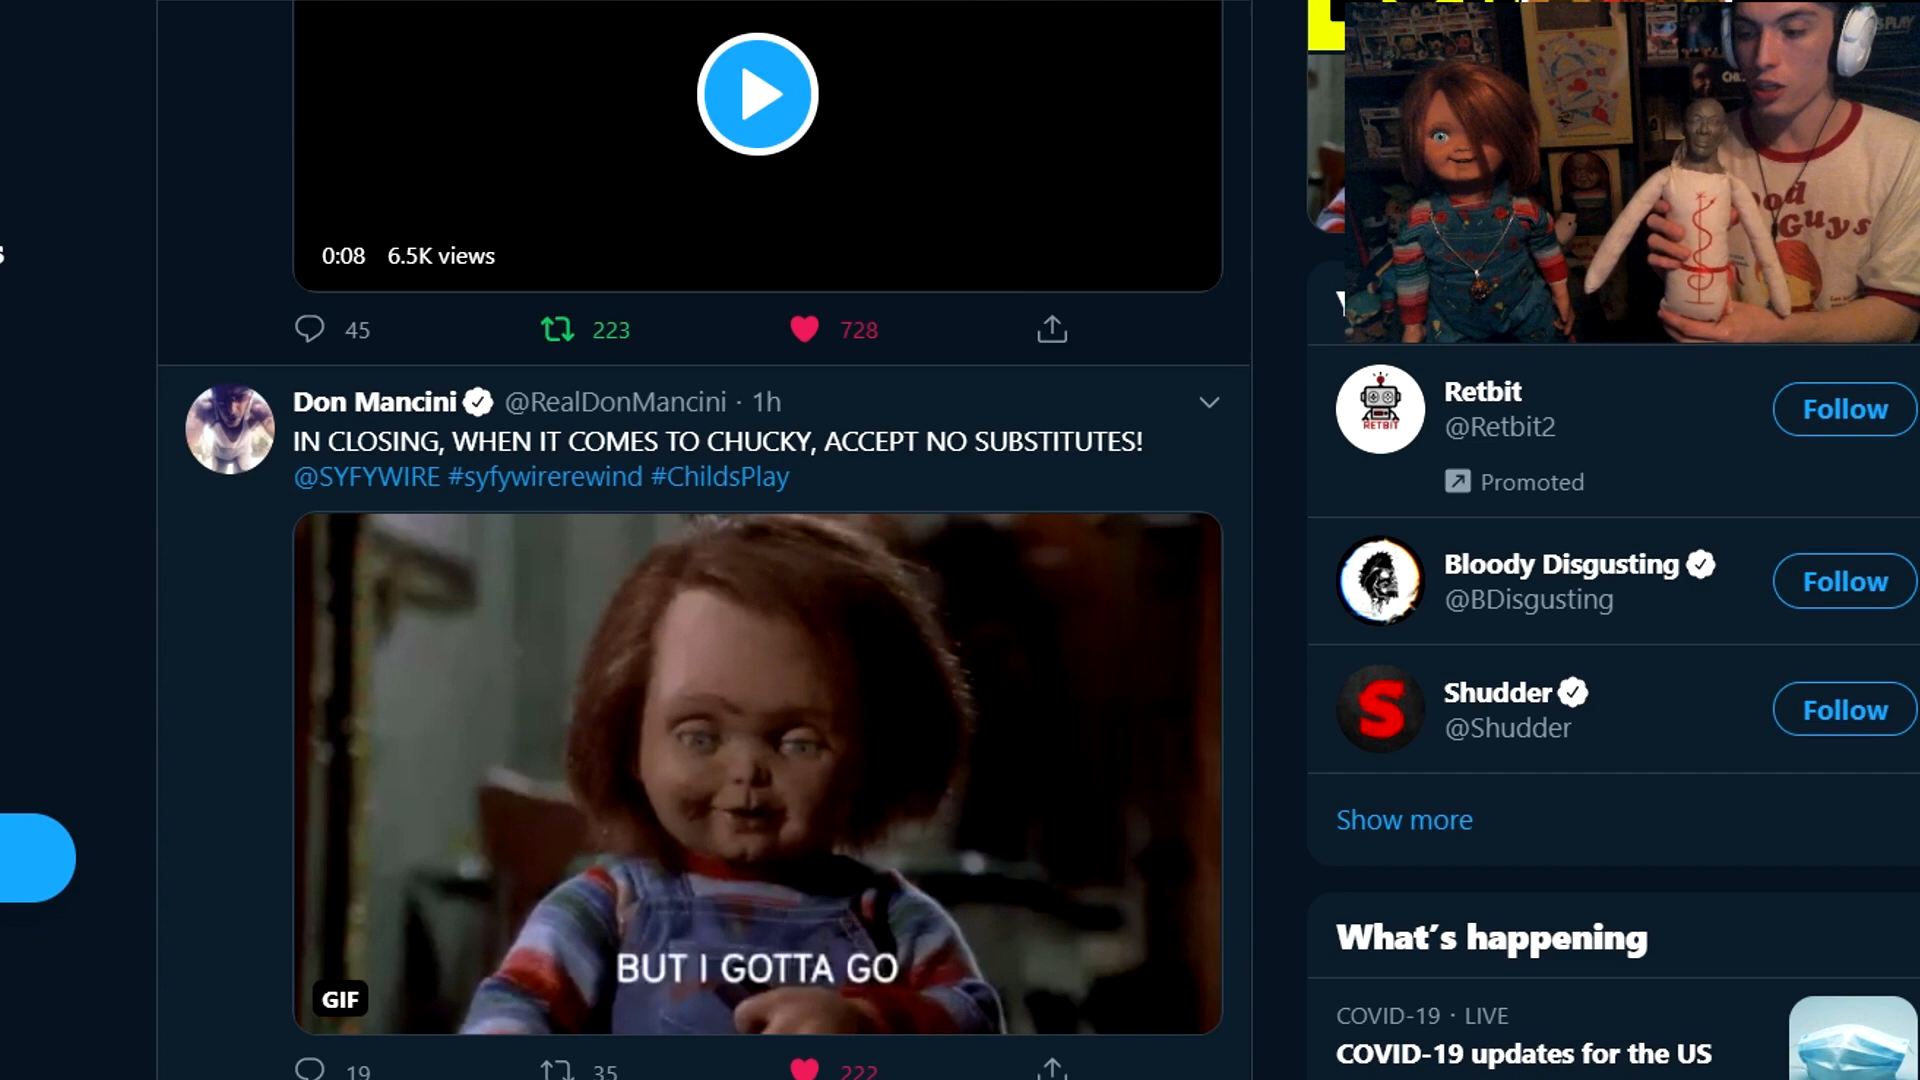 0:08 6.5K views
45 223 728
Don Mancini @RealDonMancini · 1h
IN CLOSING, WHEN IT COMES TO CHUCKY, ACCEPT NO SUBSTITUTES!
@SYFYWIRE #syfywirerewind #ChildsPlay
BUT I GOTTA GO
GIF
19 35 222
Guys
Retbit
@Retbit2
Follow
Promoted
RETBIT
Bloody Disgusting
@BDisgusting
Follow
Shudder
@Shudder
Follow
S
Show more
What's happening
COVID-19 · LIVE
COVID-19 updates for the US